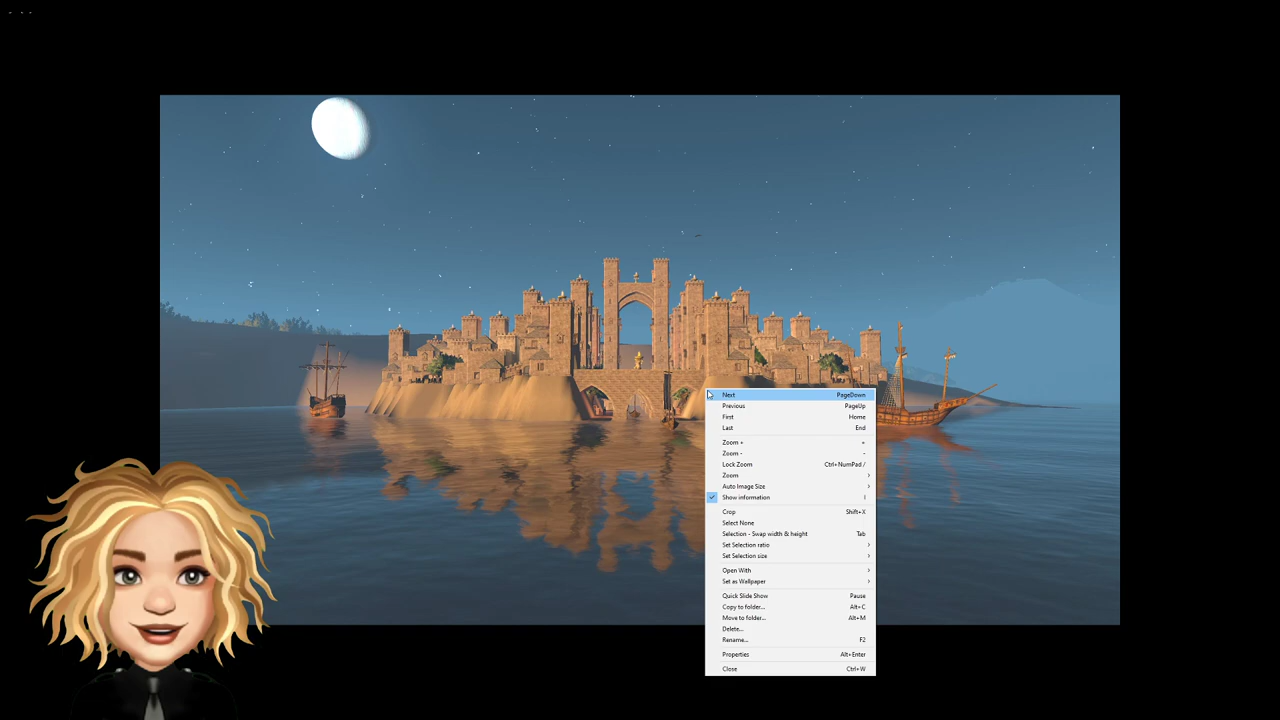 Next PageDown
Previous PageUp
First Home
Last End
Zoom + +
Zoom - -
Lock Zoom Ctrl+NumPad /
Zoom
Auto Image Size
Show information I
Crop Shift+X
Select None
Selection - Swap width & height Tab
Set Selection ratio
Set Selection size
Open With
Set as Wallpaper
Quick Slide Show Pause
Copy to folder... Alt+C
Move to folder... Alt+M
Delete...
Rename... F2
Properties Alt+Enter
Close Ctrl+W